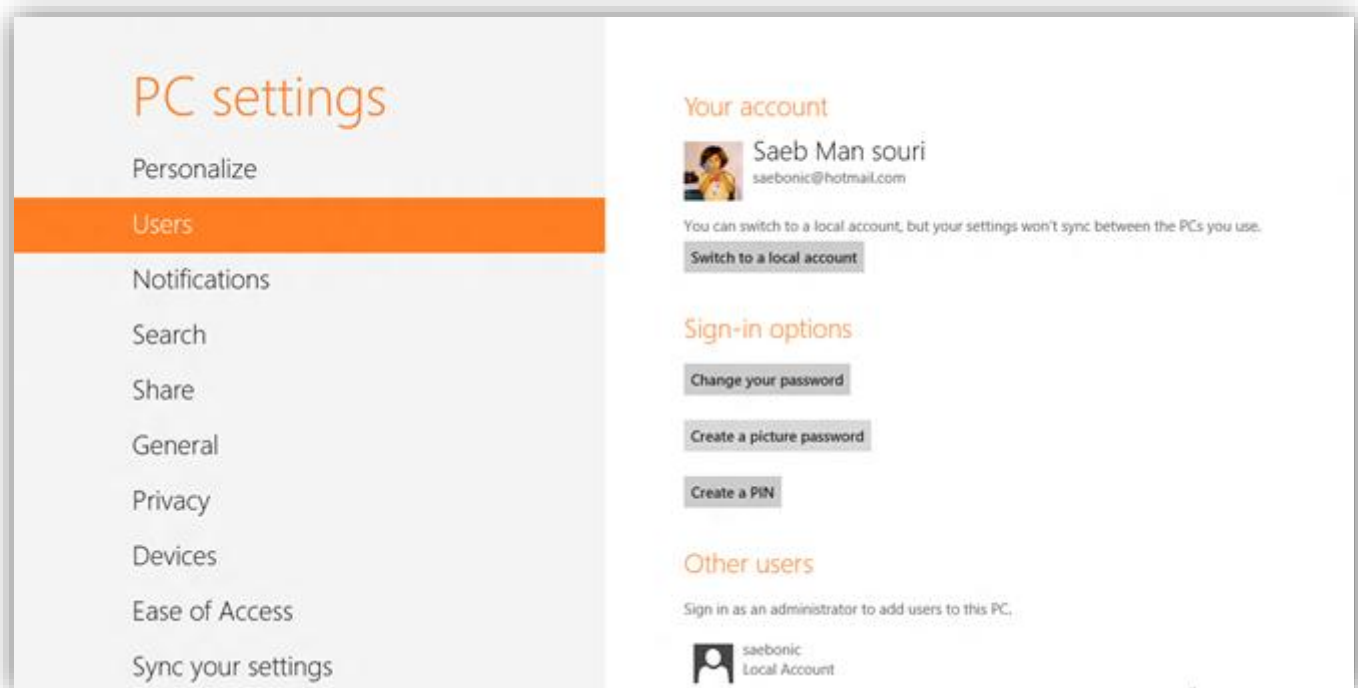 PC settings
Personalize
Users
Notifications
Search
Share
General
Privacy
Devices
Ease of Access
Sync your settings
Your account
Saeb Man souri
saebonic@hotmail.com
You can switch to a local account, but your settings won't sync between the PCs you use.
Switch to a local account
Sign-in options
Change your password
Create a picture password
Create a PIN
Other users
Sign in as an administrator to add users to this PC.
saebonic
Local Account